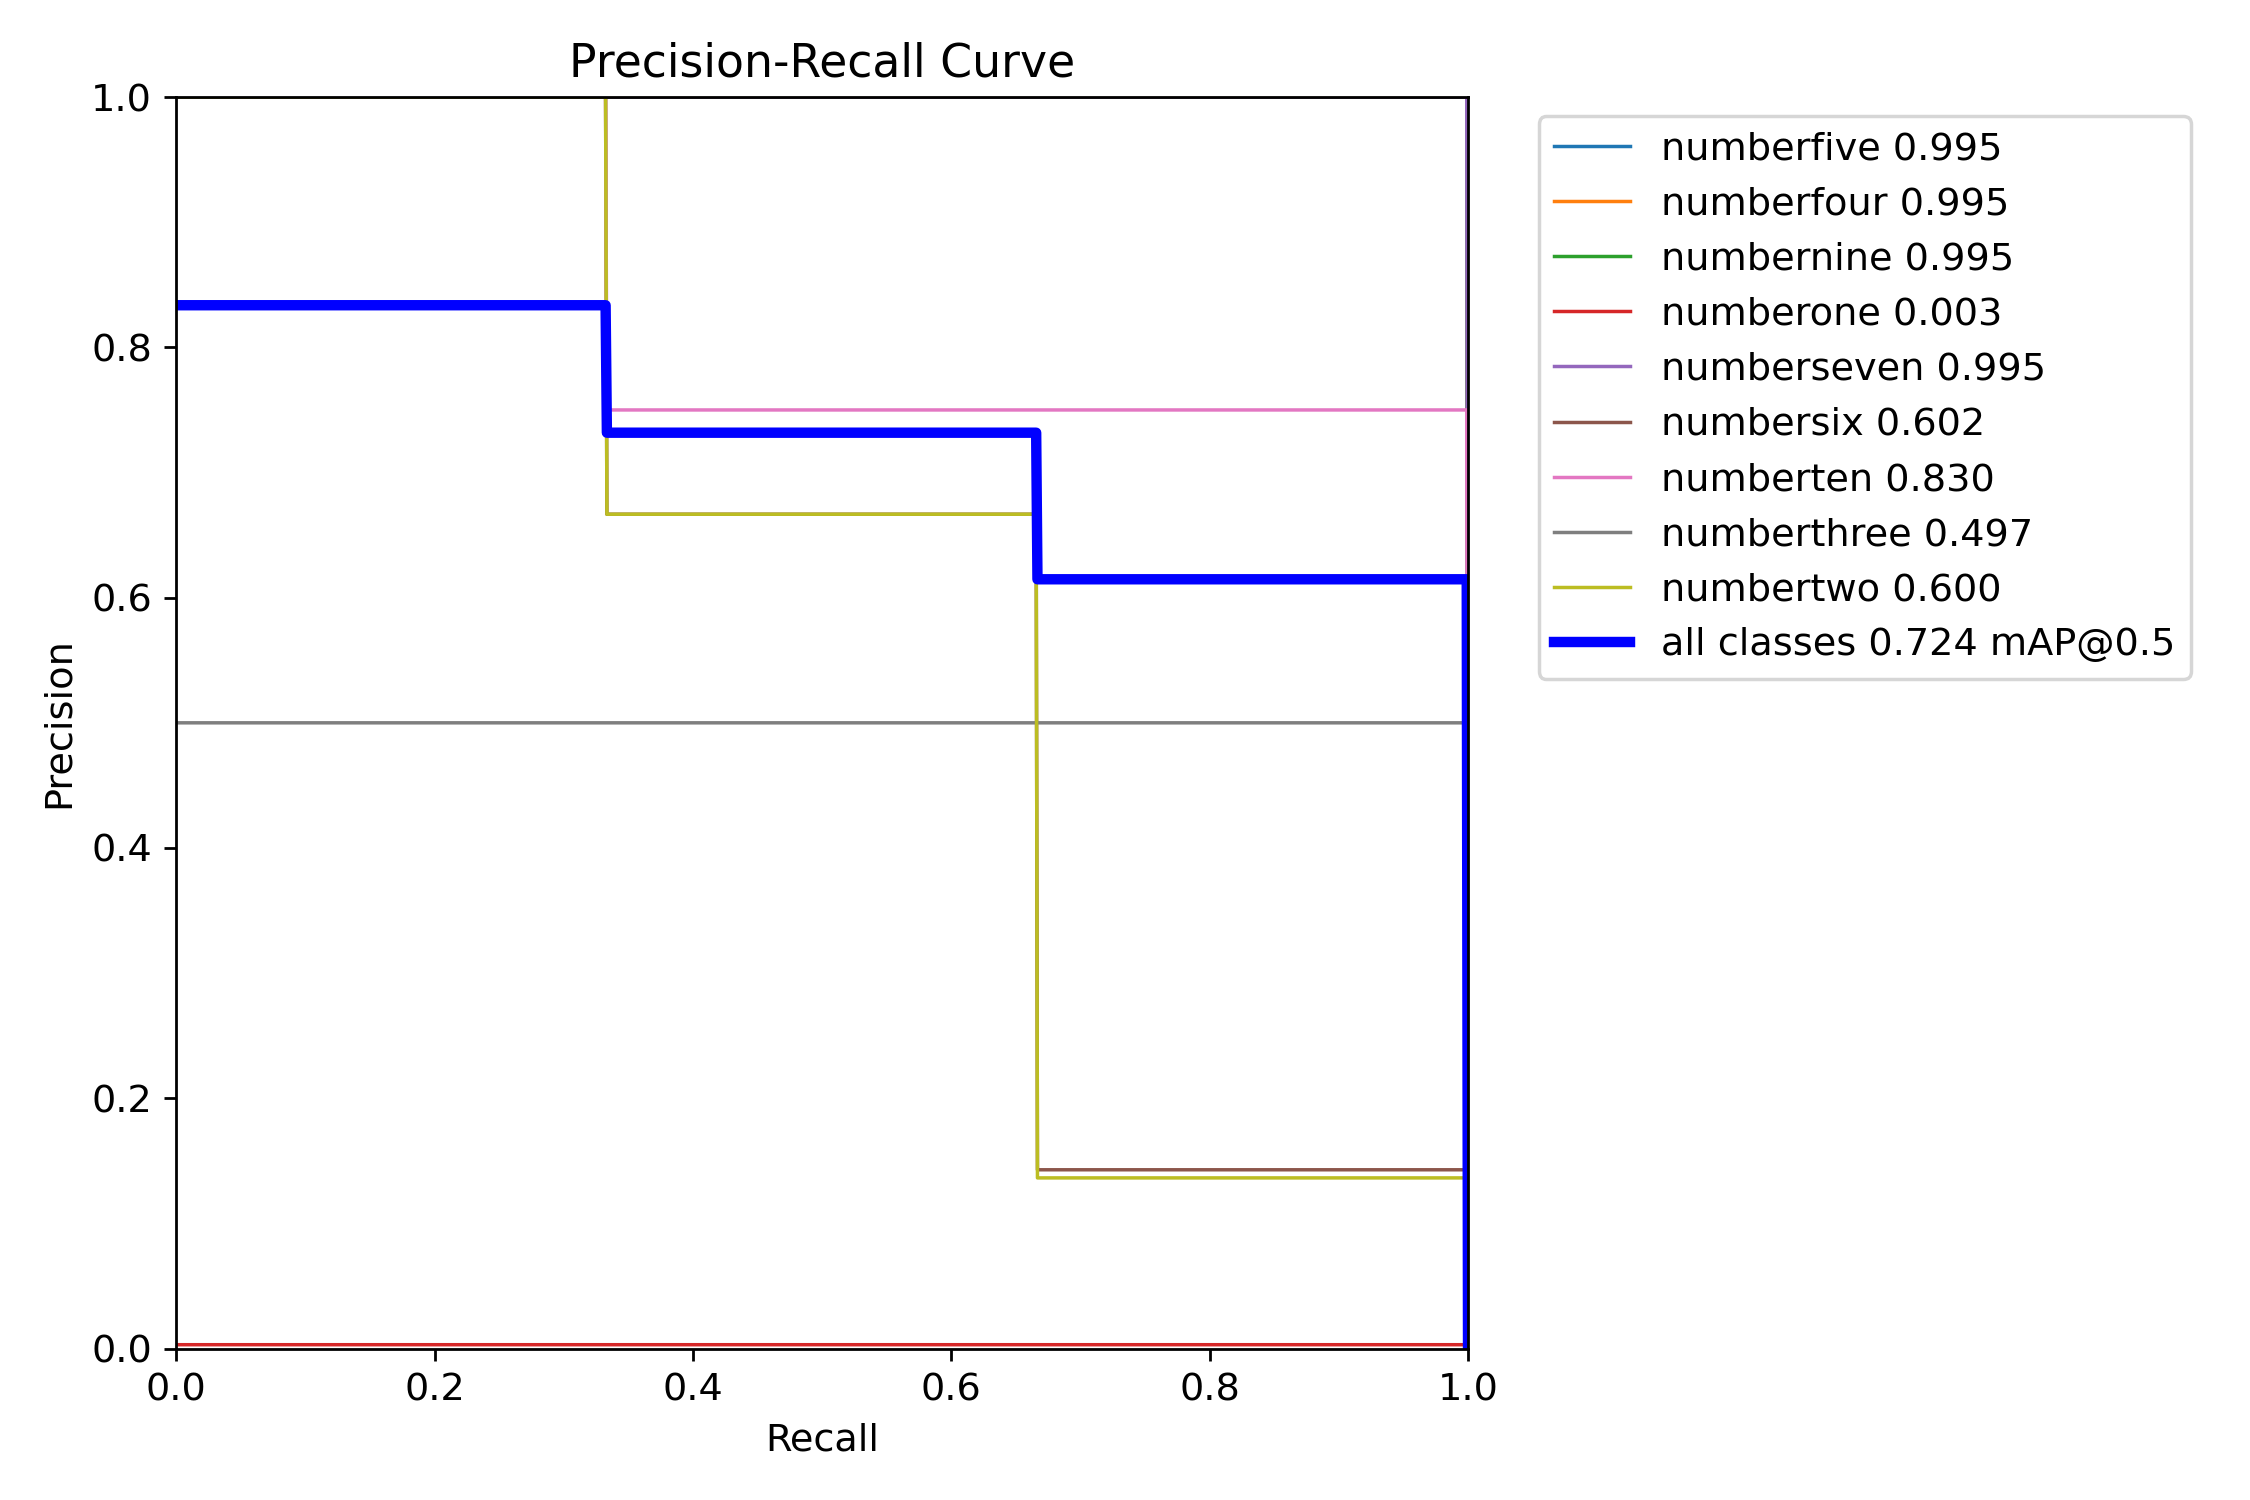 Precision-Recall Curve
1.0
0.8
0.6
0.4
0.2
0.0
Precision
0.0 0.2 0.4 0.6 0.8 1.0
Recall
numberfive 0.995
numberfour 0.995
numbernine 0.995
numberone 0.003
numberseven 0.995
numbersix 0.602
numberten 0.830
numberthree 0.497
numbertwo 0.600
all classes 0.724 mAP@0.5